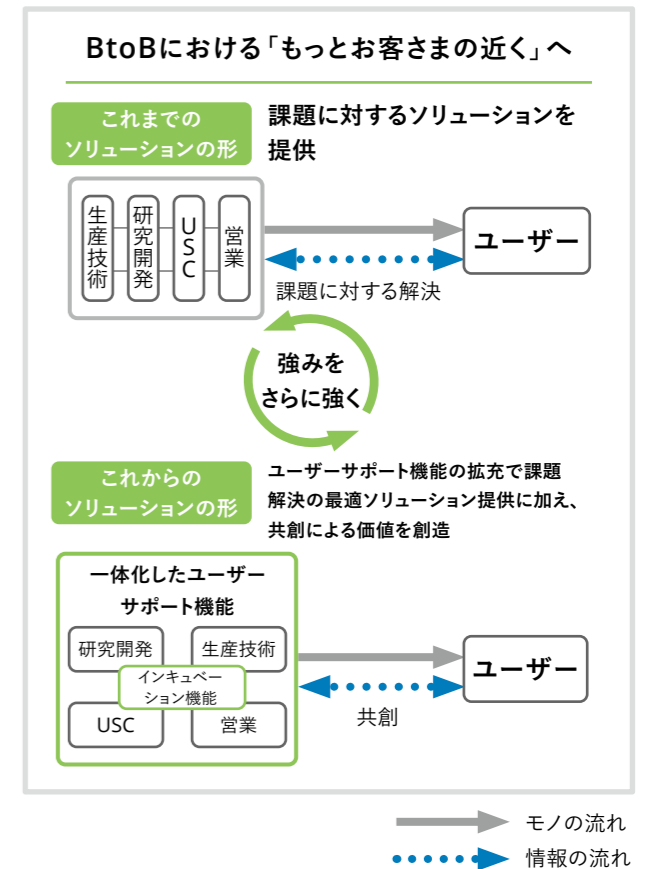 BtoBにおける「もっとお客さまの近く」へ
これまでの
ソリューションの形
課題に対するソリューションを
提供
生産技術
研究開発
USC
営業
ユーザー
課題に対する解決
強みを
さらに強く
これからの
ソリューションの形
ユーザーサポート機能の拡充で課題
解決の最適ソリューション提供に加え、
共創による価値を創造
一体化したユーザー
サポート機能
研究開発
生産技術
インキュベー
ション機能
USC
営業
ユーザー
共創
モノの流れ
情報の流れ